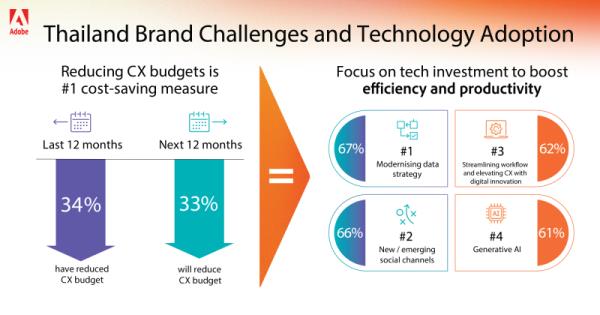 Adobe
Thailand Brand Challenges and Technology Adoption
Reducing CX budgets is
#1 cost-saving measure
Last 12 months
Next 12 months
34%
33%
have reduced
CX budget
will reduce
CX budget
=
Focus on tech investment to boost
efficiency and productivity
67%
#1
Modernising data
strategy
#3
Streamlining workflow
and elevating CX with
digital innovation
62%
66%
#2
New / emerging
social channels
AI
#4
Generative AI
61%